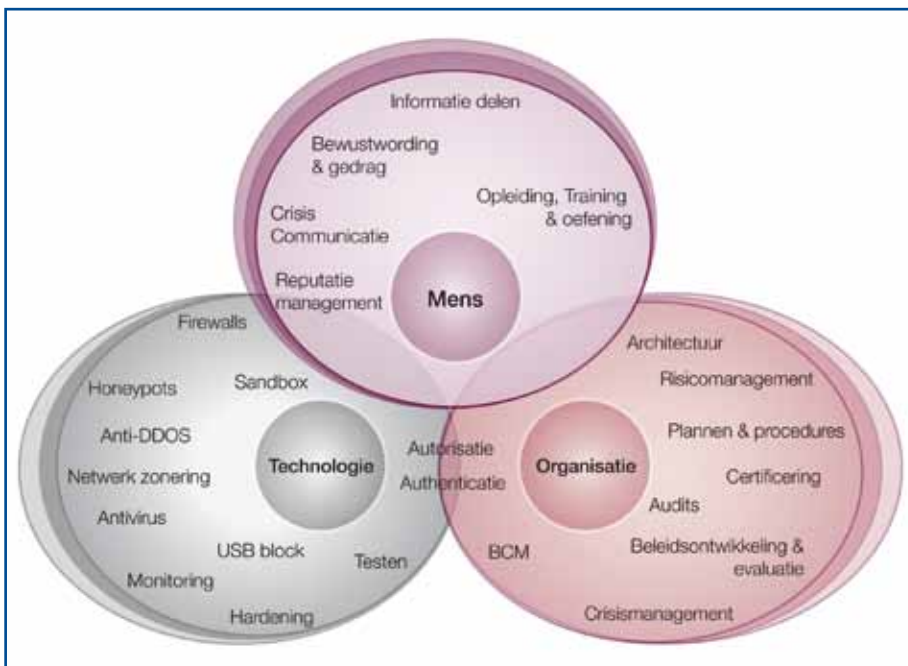 Informatie delen
Bewustwording
& gedrag
Opleiding, Training
& oefening
Crisis
Communicatie
Reputatie
management
Mens
Firewalls
Sandbox
Honeypots
Anti-DDOS
Technologie
Netwerk zonering
Antivirus
USB block
Testen
Monitoring
Hardening
Autorisatie
Authenticatie
Architectuur
Risicomanagement
Plannen & procedures
Organisatie
Certificering
Audits
BCM
Beleidsontwikkeling &
evaluatie
Crisismanagement